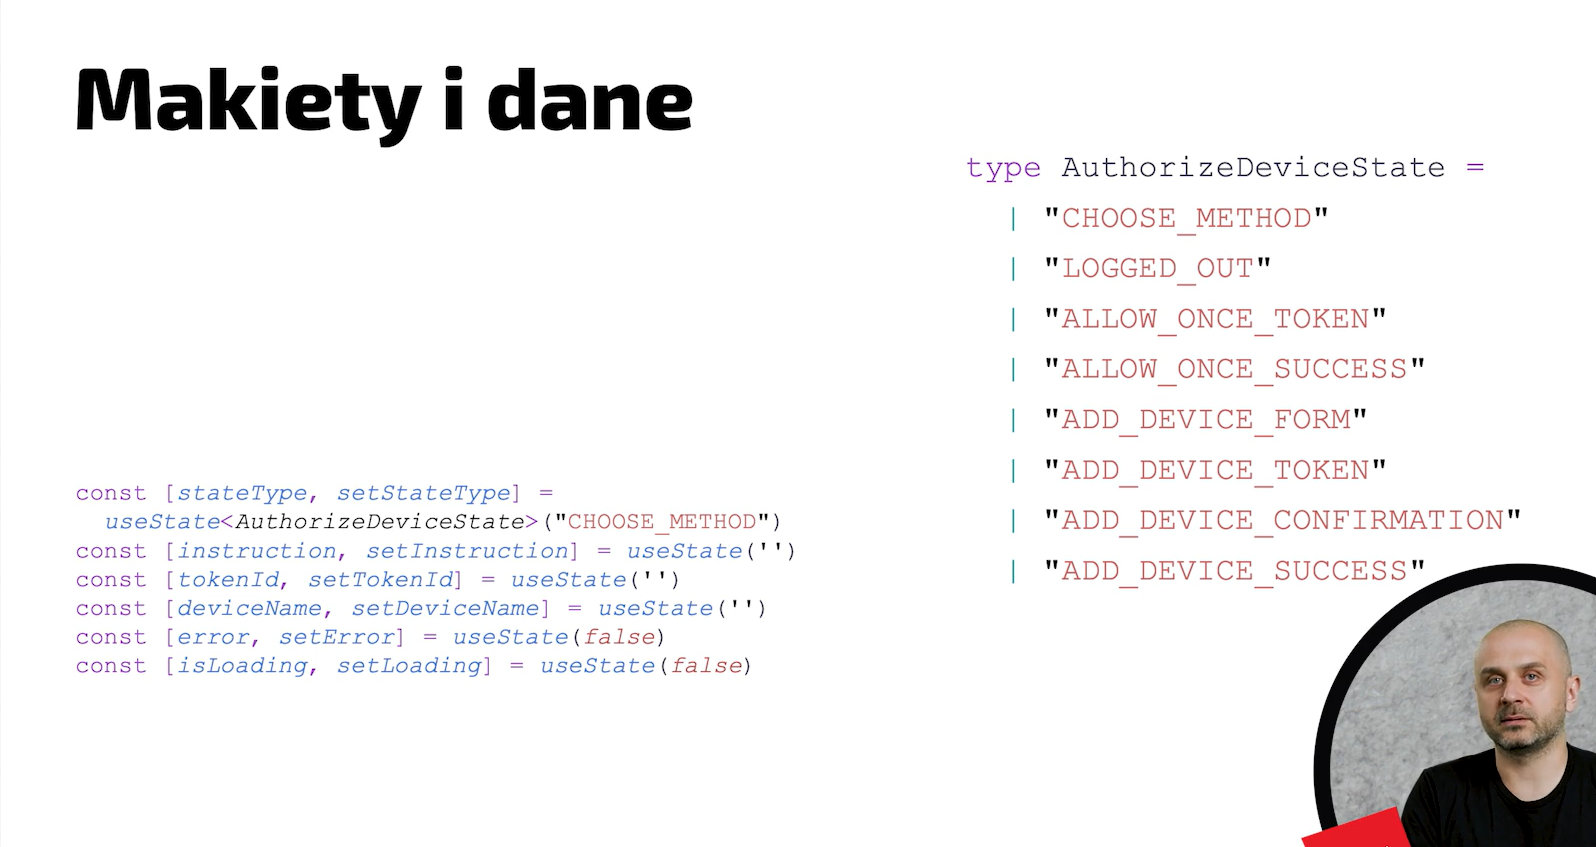 Makiety i dane
type AuthorizeDeviceState =
| "CHOOSE_METHOD"
| "LOGGED_OUT"
| "ALLOW_ONCE_TOKEN"
| "ALLOW_ONCE_SUCCESS"
| "ADD_DEVICE_FORM"
| "ADD_DEVICE_TOKEN"
| "ADD_DEVICE_CONFIRMATION"
| "ADD_DEVICE_SUCCESS"
const [stateType, setStateType] =
useState<AuthorizeDeviceState>("CHOOSE_METHOD")
const [instruction, setInstruction] = useState('')
const [tokenId, setTokenId] = useState('')
const [deviceName, setDeviceName] = useState('')
const [error, setError] = useState(false)
const [isLoading, setLoading] = useState(false)